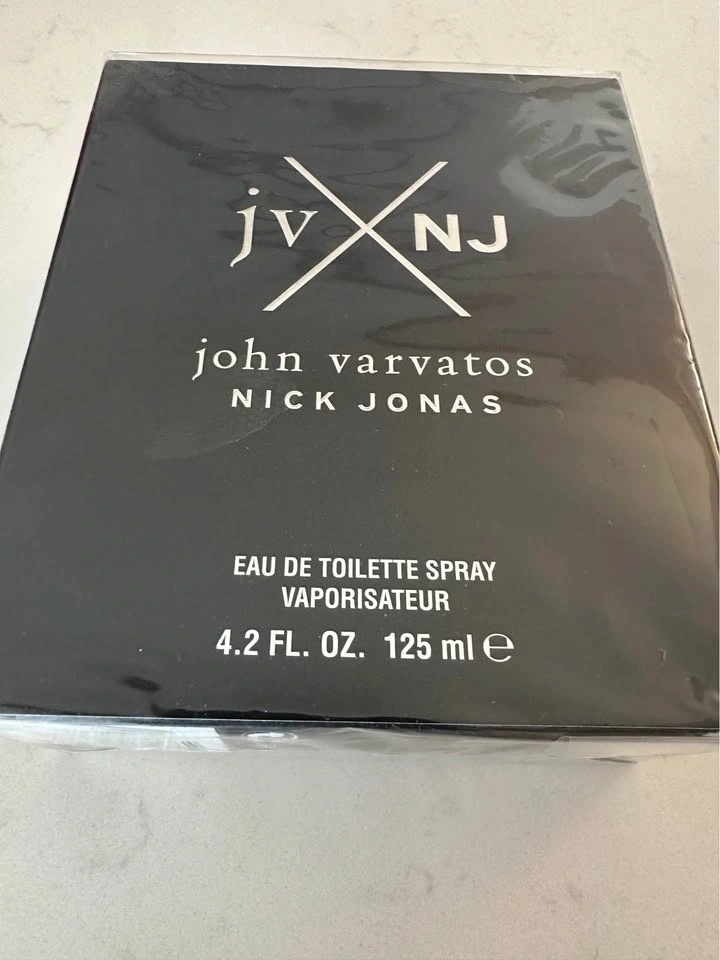 jv X NJ
john varvatos
NICK JONAS
EAU DE TOILETTE SPRAY
VAPORISATEUR
4.2 FL. OZ. 125 ml ℮